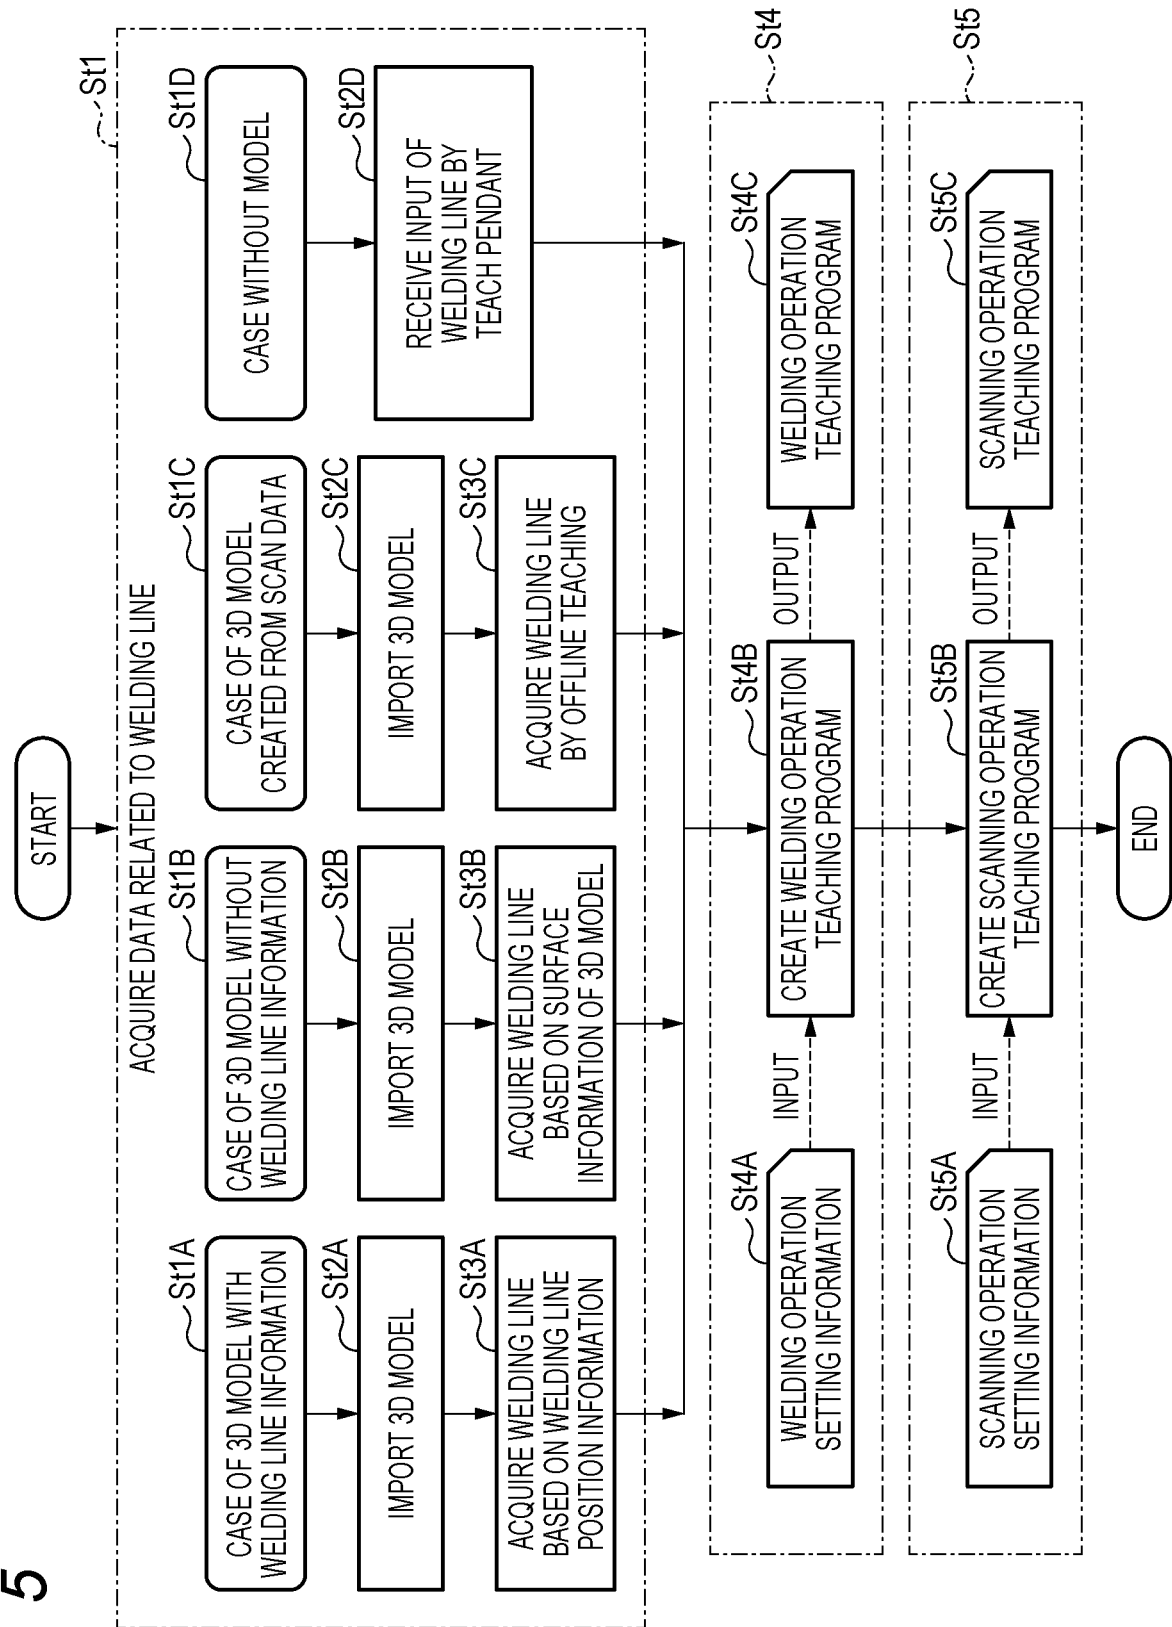 5
START
ACQUIRE DATA RELATED TO WELDING LINE
St1
St1A
CASE OF 3D MODEL WITH
WELDING LINE INFORMATION
St2A
IMPORT 3D MODEL
St3A
ACQUIRE WELDING LINE
BASED ON WELDING LINE
POSITION INFORMATION
St1B
CASE OF 3D MODEL WITHOUT
WELDING LINE INFORMATION
St2B
IMPORT 3D MODEL
St3B
ACQUIRE WELDING LINE
BASED ON SURFACE
INFORMATION OF 3D MODEL
St1C
CASE OF 3D MODEL
CREATED FROM SCAN DATA
St2C
IMPORT 3D MODEL
St3C
ACQUIRE WELDING LINE
BY OFFLINE TEACHING
St1D
CASE WITHOUT MODEL
St2D
RECEIVE INPUT OF
WELDING LINE BY
TEACH PENDANT
St4
St4A
WELDING OPERATION
SETTING INFORMATION
INPUT
St4B
CREATE WELDING OPERATION
TEACHING PROGRAM
OUTPUT
St4C
WELDING OPERATION
TEACHING PROGRAM
St5
St5A
SCANNING OPERATION
SETTING INFORMATION
INPUT
St5B
CREATE SCANNING OPERATION
TEACHING PROGRAM
OUTPUT
St5C
SCANNING OPERATION
TEACHING PROGRAM
END